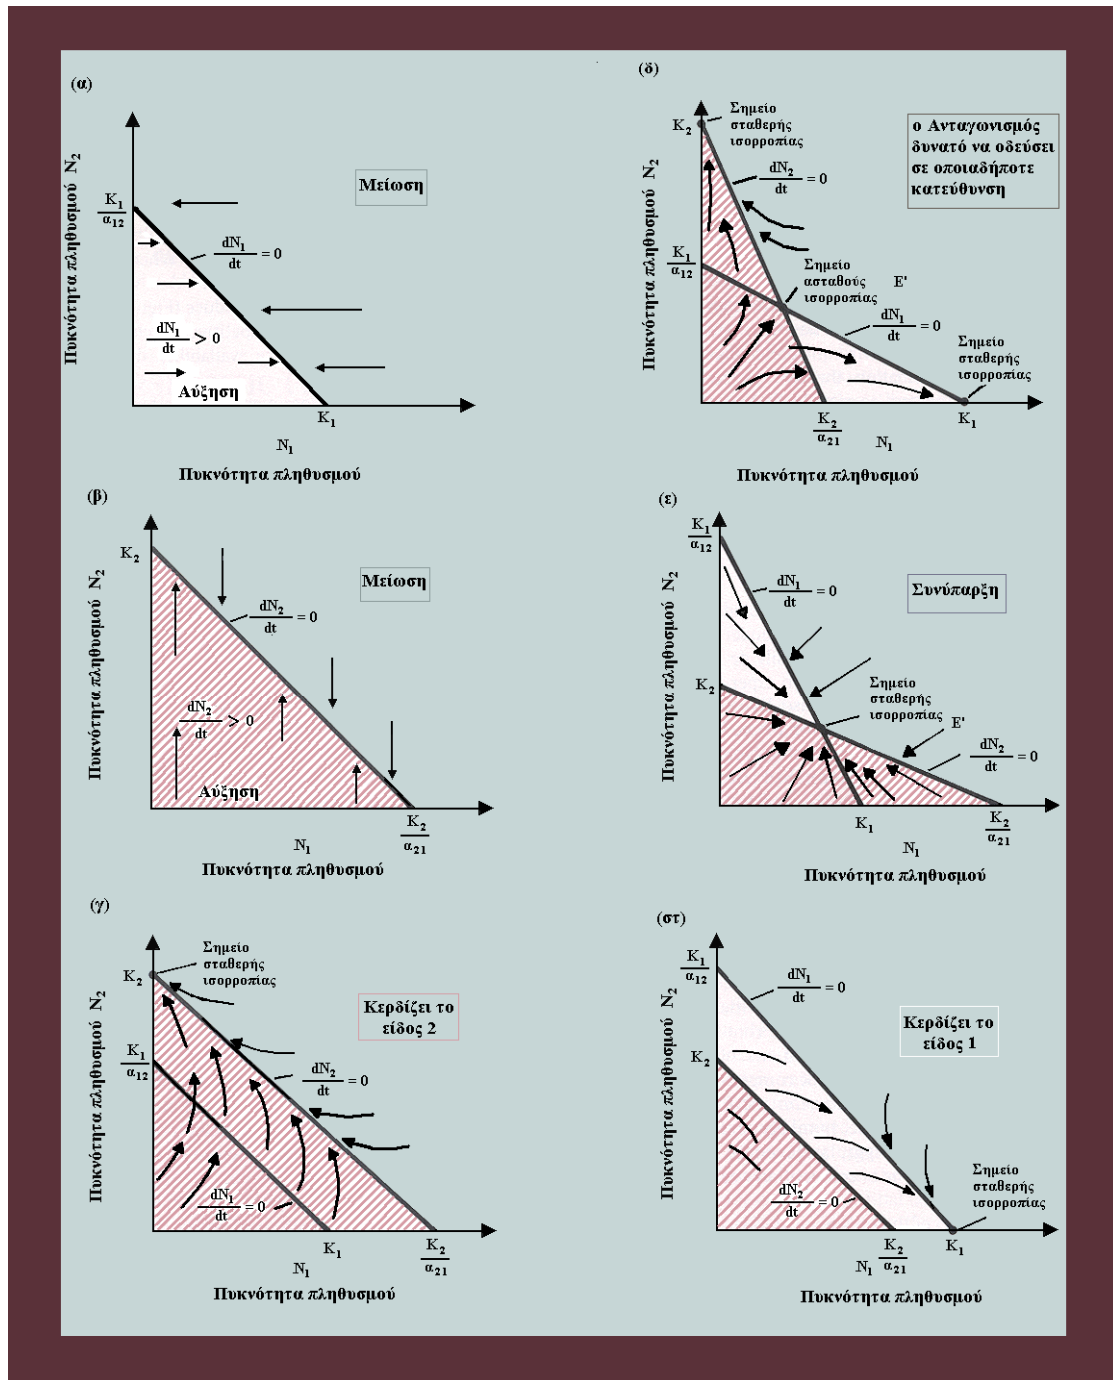 (α)
Πυκνότητα πληθυσμού N₂
K₁
α₁₂
Μείωση
dN₁
dt
= 0
dN₁
dt
> 0
Αύξηση
K₁
N₁
Πυκνότητα πληθυσμού
(β)
Πυκνότητα πληθυσμού N₂
K₂
Μείωση
dN₂
dt
= 0
dN₂
dt
> 0
Αύξηση
K₂
α₂₁
N₁
Πυκνότητα πληθυσμού
(γ)
Πυκνότητα πληθυσμού N₂
Σημείο
σταθερής
ισορροπίας
K₂
Κερδίζει το
είδος 2
K₁
α₁₂
dN₂
dt
= 0
dN₁
dt
= 0
K₁
K₂
α₂₁
N₁
Πυκνότητα πληθυσμού
(δ)
Πυκνότητα πληθυσμού N₂
Σημείο
σταθερής
ισορροπίας
K₂
ο Ανταγωνισμός
δυνατό να οδεύσει
σε οποιαδήποτε
κατεύθυνση
dN₂
dt
= 0
K₁
α₁₂
Σημείο
ασταθούς
ισορροπίας
E'
dN₁
dt
= 0
Σημείο
σταθερής
ισορροπίας
K₂
α₂₁
N₁
K₁
Πυκνότητα πληθυσμού
(ε)
Πυκνότητα πληθυσμού N₂
K₁
α₁₂
dN₁
dt
= 0
Συνύπαρξη
K₂
Σημείο
σταθερής
ισορροπίας
E'
dN₂
dt
= 0
K₁
K₂
α₂₁
N₁
Πυκνότητα πληθυσμού
(στ)
Πυκνότητα πληθυσμού N₂
K₁
α₁₂
dN₁
dt
= 0
Κερδίζει το
είδος 1
K₂
dN₂
dt
= 0
Σημείο
σταθερής
ισορροπίας
N₁
K₂
α₂₁
K₁
Πυκνότητα πληθυσμού